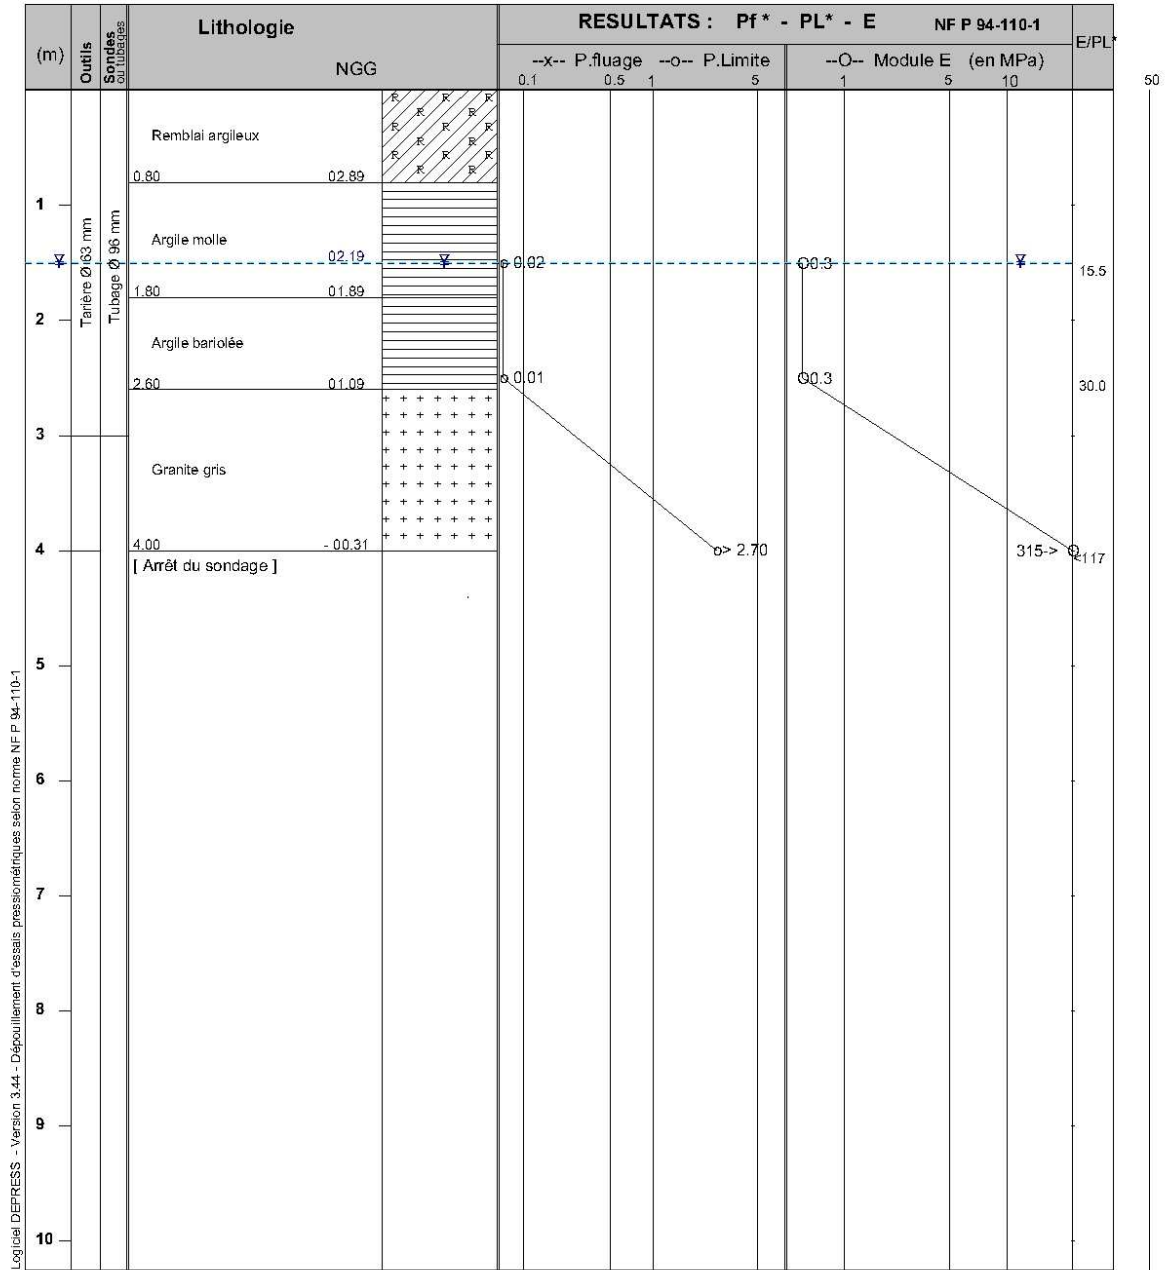 (m)
Outils
Sondes
ou tubages
Lithologie
NGG
RESULTATS : Pf * - PL* - E NF P 94-110-1
--x-- P.fluage --o-- P.Limite
--O-- Module E (en MPa)
E/PL*
0.1 0.5 1 5
1 5 10 50
Remblai argileux
0.80 02.89
R R R
R R
R R R
R R
R R R
R R
1
Argile molle
02.19
0.02
0.3
15.5
1.80 01.89
2
Tarière Ø 63 mm
Tubage Ø 96 mm
Argile bariolée
0.01
0.3
30.0
2.60 01.09
3
Granite gris
4
4.00 - 00.31
> 2.70
315->
<117
[ Arrêt du sondage ]
5
6
7
8
9
10
Logiciel DEPRESS - Version 3.44 - Dépouillement d'essais pressiométriques selon norme NF P 94-110-1